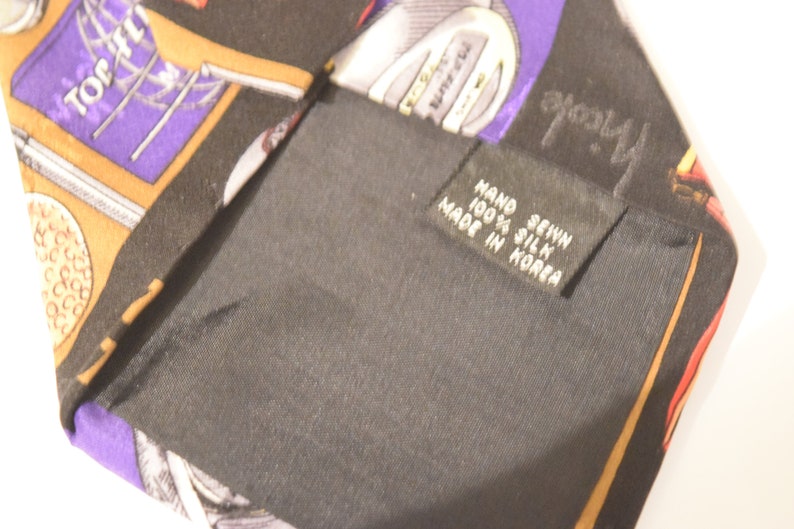 TOP FLI
Nicole
HAND SEWN
100% SILK
MADE IN KOREA